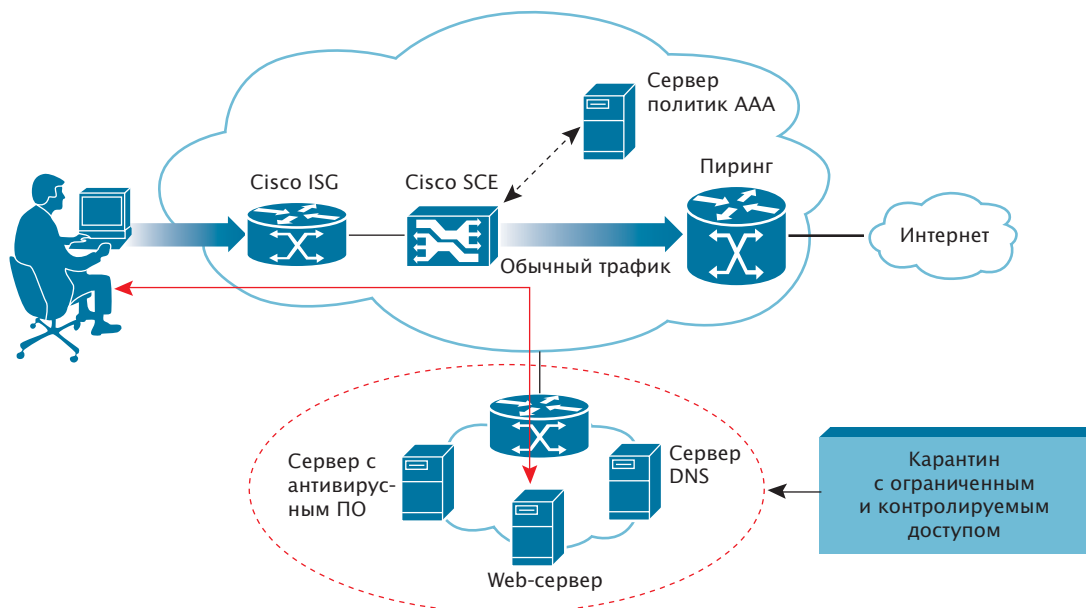 Сервер
политик ААА
Cisco ISG
Cisco SCE
Пиринг
Интернет
Обычный трафик
Сервер с
антивирус-
ным ПО
Сервер
DNS
Web-сервер
Карантин
с ограниченным
и контролируемым
доступом